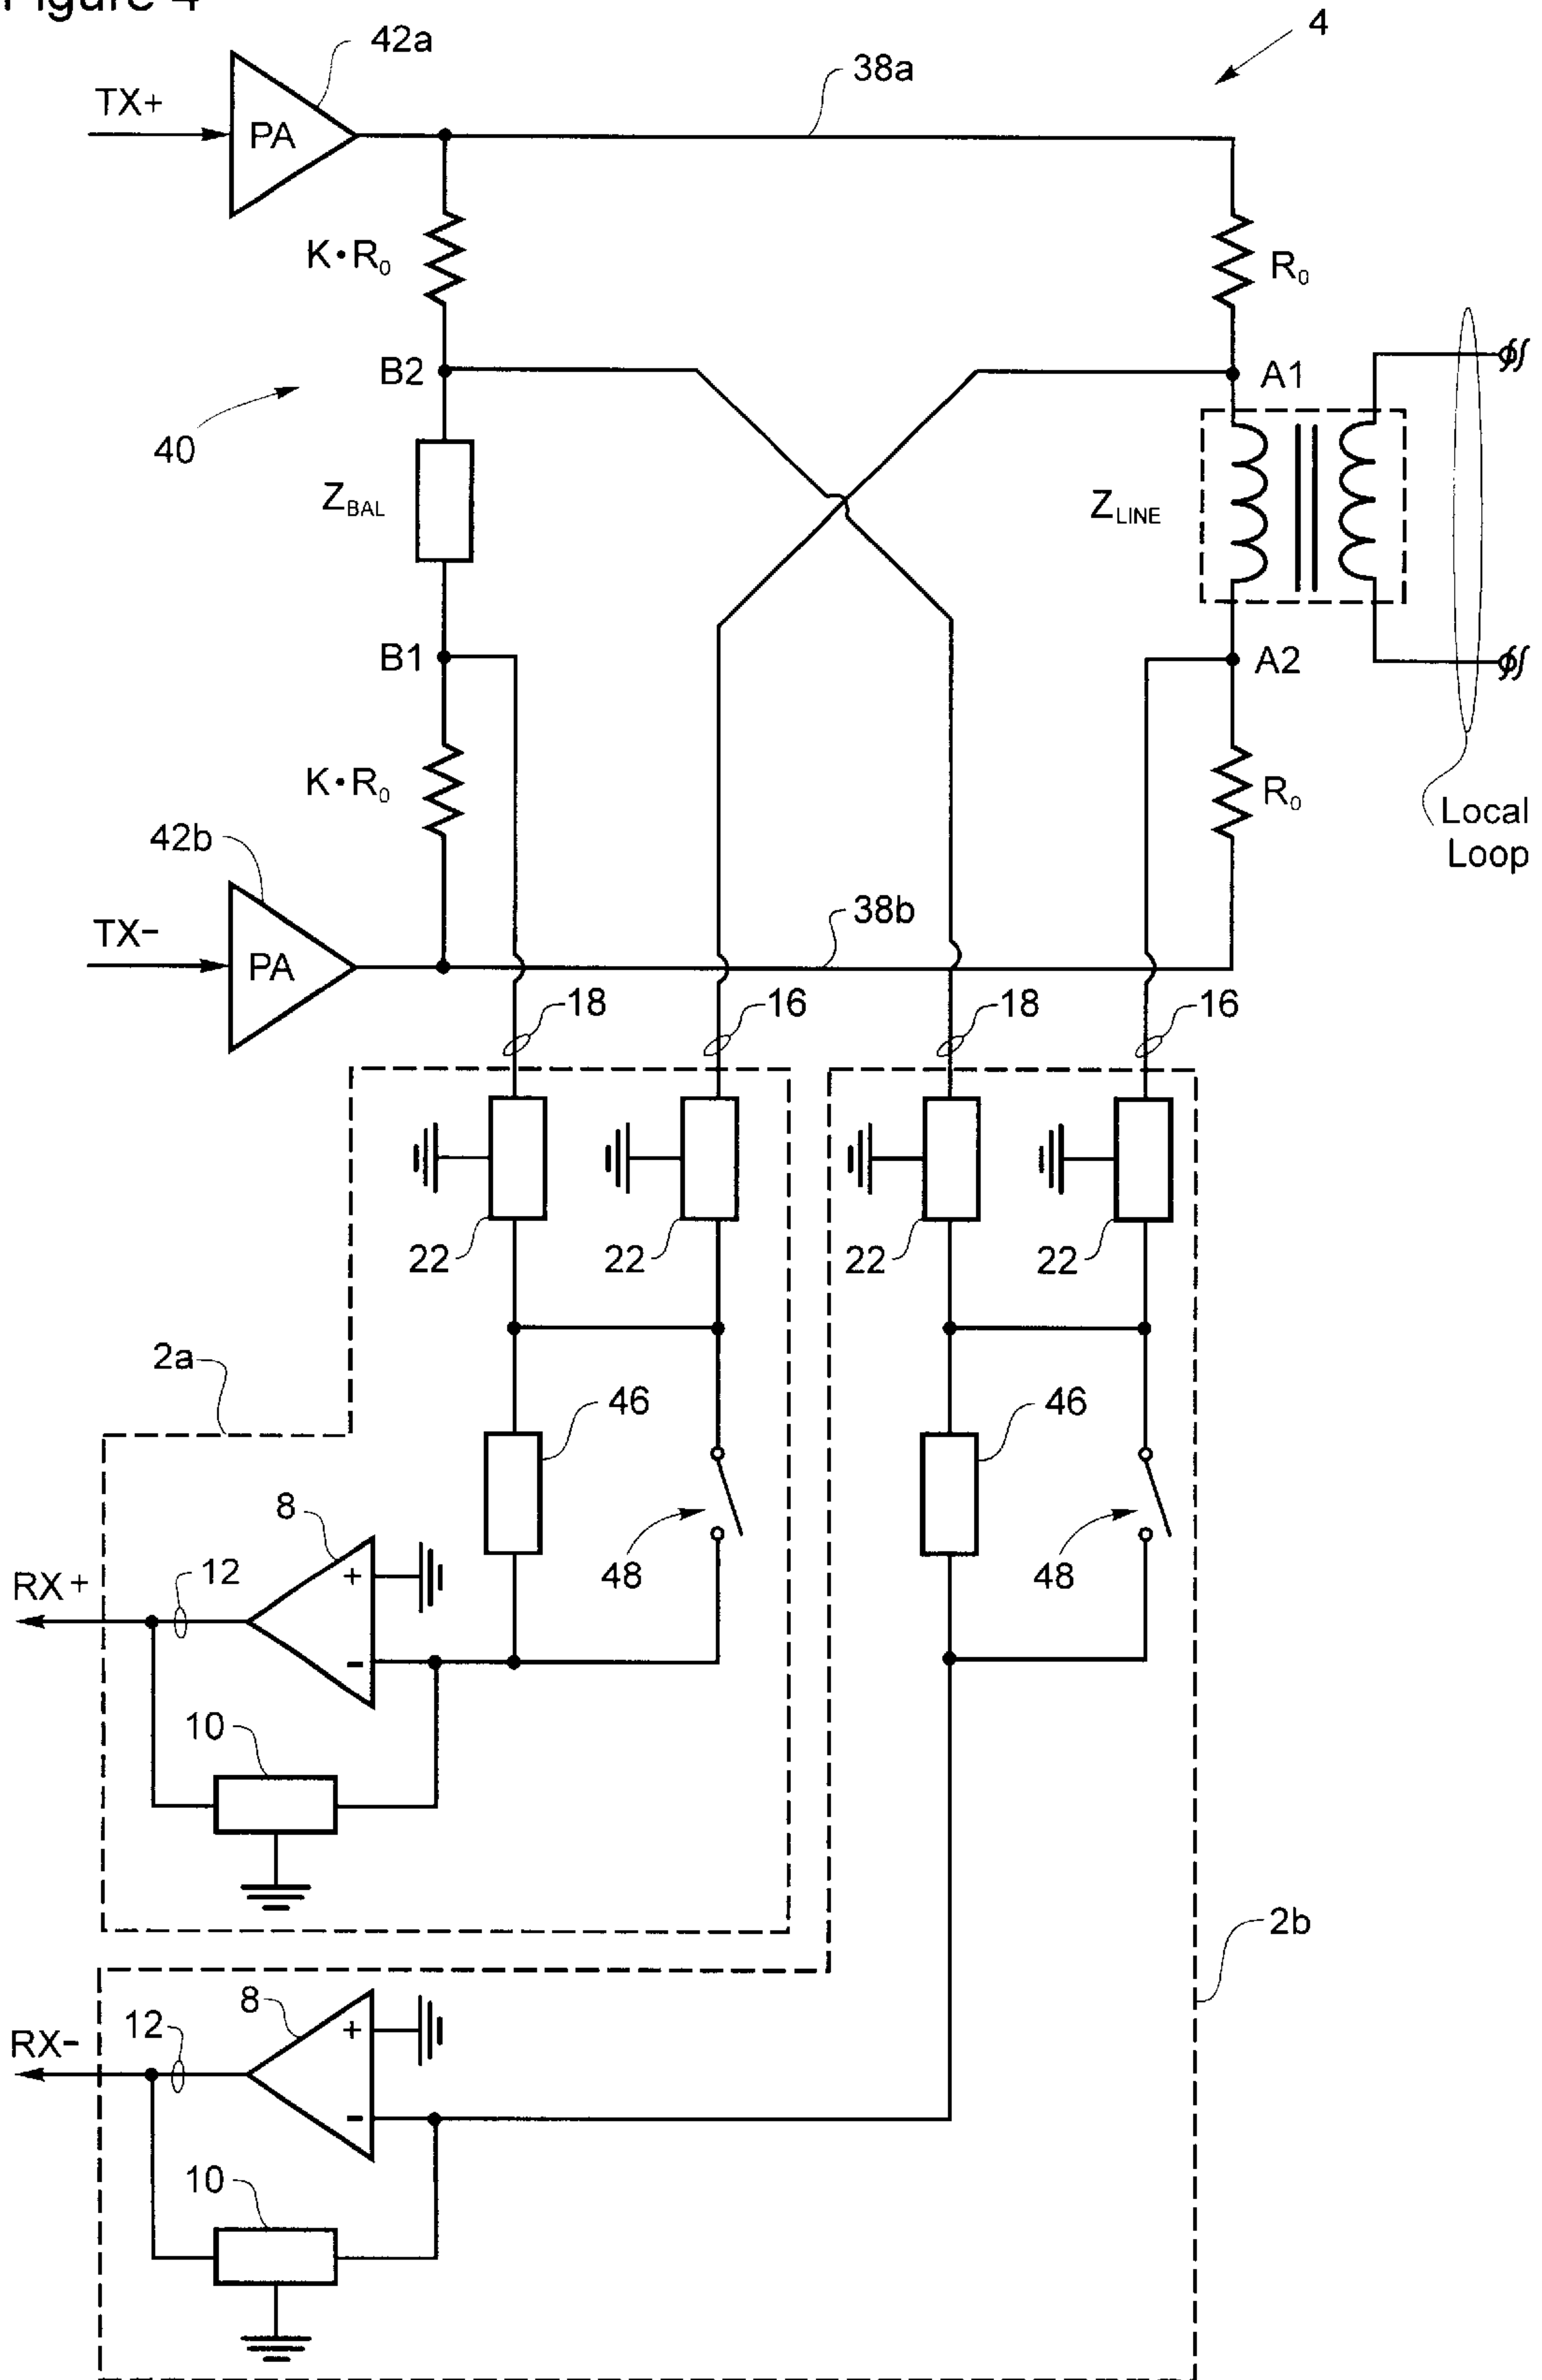 Figure 4
42a
4
38a
TX+
PA
K•R₀
R₀
B2
A1
40
Z_BAL
Z_LINE
B1
A2
K•R₀
R₀
Local
Loop
42b
38b
TX−
PA
18
16
18
16
22
22
22
22
2a
46
46
8
+
48
48
12
RX+
-
10
2b
8
+
12
RX−
-
10